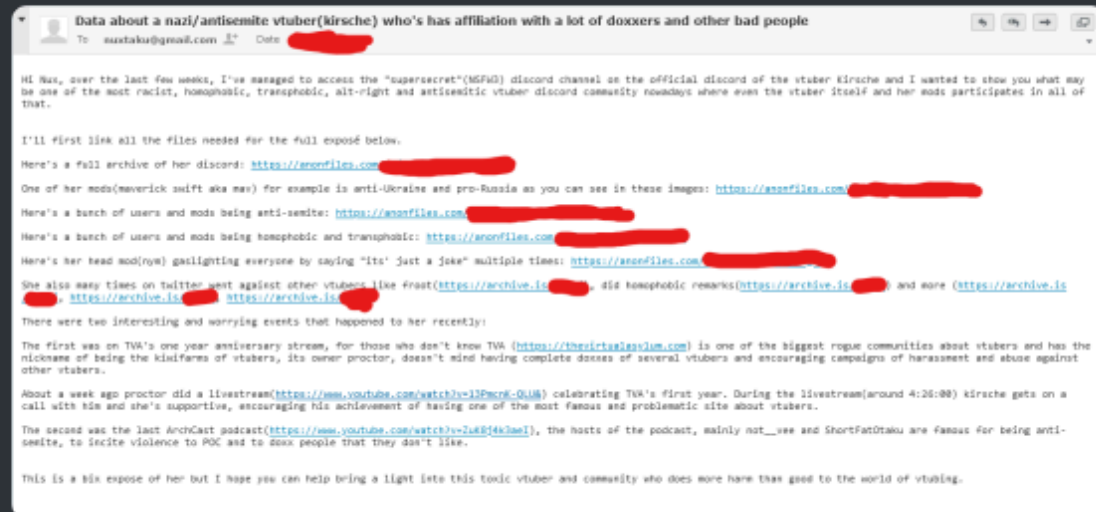 Data about a nazi/antisemite vtuber(kirsche) who's has affiliation with a lot of doxxers and other bad people
To nuxtaku@gmail.com Date
Hi Nux, over the last few weeks, I've managed to access the "supersecret"(NSFW3) discord channel on the official discord of the vtuber Kirsche and I wanted to show you what may
be one of the most racist, homophobic, transphobic, alt-right and antisemitic vtuber discord community nowadays where even the vtuber itself and her mods participates in all of
that.
I'll first link all the files needed for the full exposé below.
Here's a full archive of her discord: https://anonfiles.com
One of her mods(maverick swift aka mav) for example is anti-Ukraine and pro-Russia as you can see in these images: https://anonfiles.com/
Here's a bunch of users and mods being anti-semite: https://anonfiles.com/
Here's a bunch of users and mods being homophobic and transphobic: https://anonfiles.com
Here's her head mod(nym) gaslighting everyone by saying "its' just a joke" multiple times: https://anonfiles.com/
She also many times on twitter went against other vtubers like froot(https://archive.is , did homophobic remarks(https://archive.is ) and more (https://archive.is
, https://archive.is , https://archive.is
There were two interesting and worrying events that happened to her recently:
The first was on TVA's one year anniversary stream, for those who don't know TVA (https://thevirtualasylum.com) is one of the biggest rogue communities about vtubers and has the
nickname of being the kiwifarms of vtubers, its owner proctor, doesn't mind having complete doxxes of several vtubers and encouraging campaigns of harassment and abuse against
other vtubers.
About a week ago proctor did a livestream( celebrating TVA's first year. During the livestream(around 4:26:00) kirsche gets on a
call with him and she's supportive, encouraging his achievement of having one of the most famous and problematic site about vtubers.
The second was the last ArchCast podcast( the hosts of the podcast, mainly not__vee and ShortFatOtaku are famous for being anti-
semite, to incite violence to POC and to doxx people that they don't like.
This is a bix expose of her but I hope you can help bring a light into this toxic vtuber and community who does more harm than good to the world of vtubing.